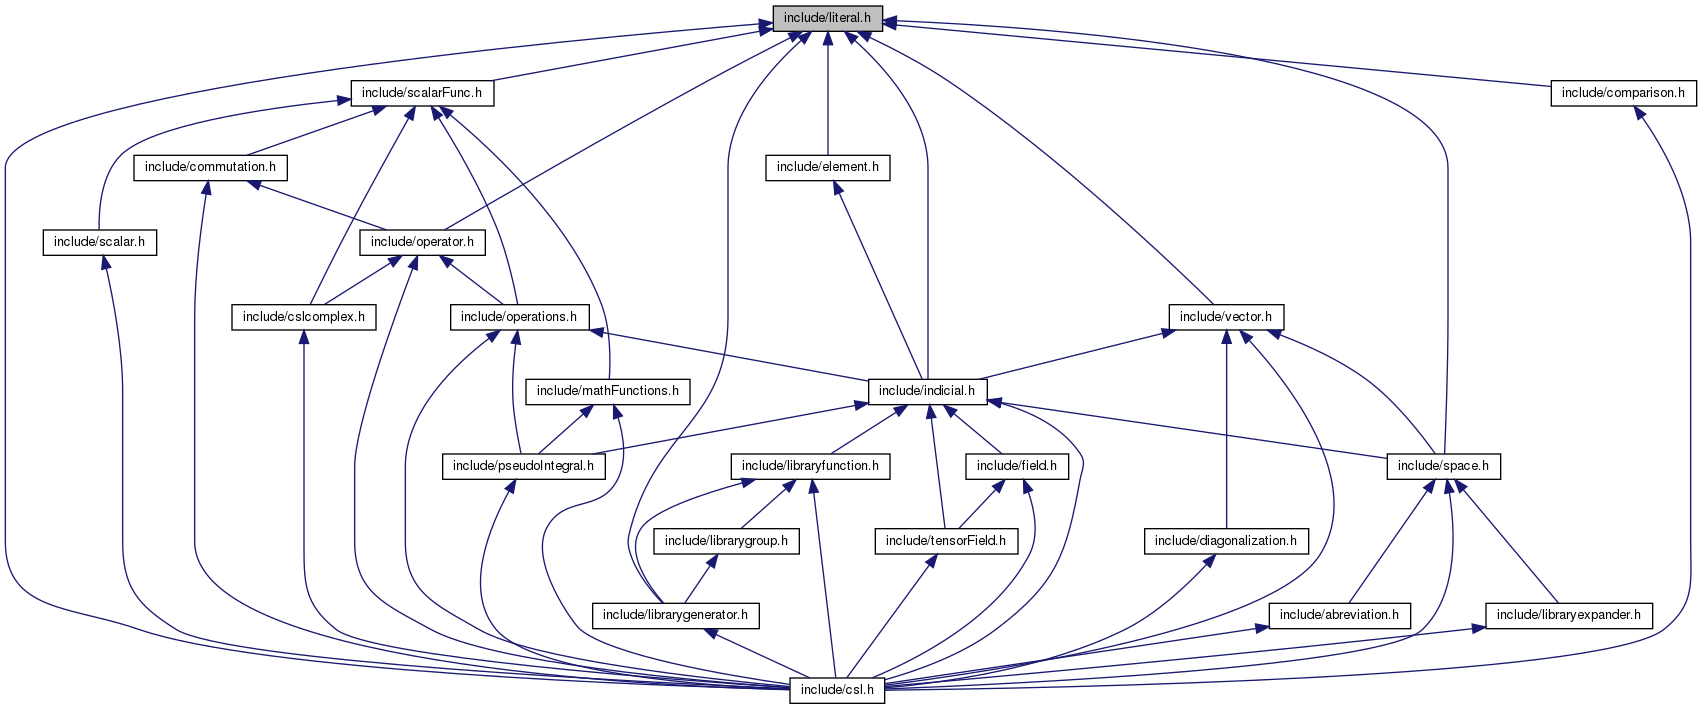 include/literal.h
include/scalarFunc.h
include/comparison.h
include/commutation.h
include/element.h
include/scalar.h
include/operator.h
include/cslcomplex.h
include/operations.h
include/vector.h
include/mathFunctions.h
include/indicial.h
include/pseudoIntegral.h
include/libraryfunction.h
include/field.h
include/space.h
include/librarygroup.h
include/tensorField.h
include/diagonalization.h
include/librarygenerator.h
include/abreviation.h
include/libraryexpander.h
include/csl.h